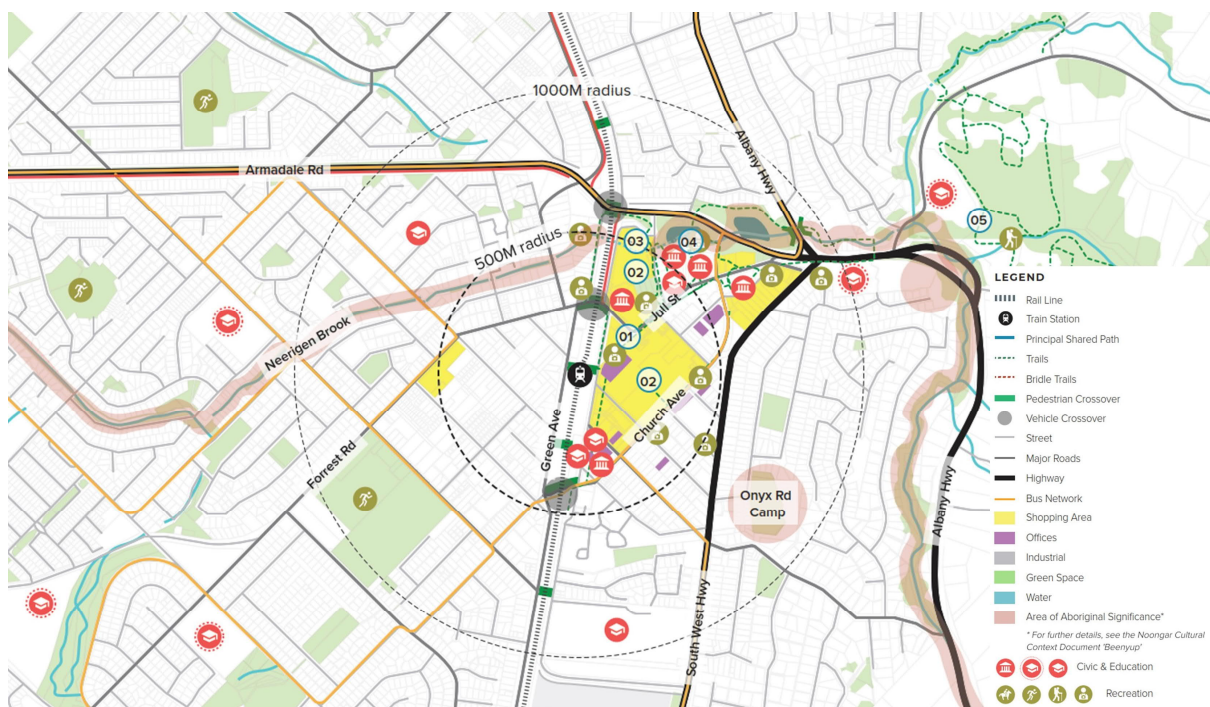 1000M radius
Albany Hwy
Armadale Rd
05
03
04
500M radius
02
Jull St
01
Neerigen Brook
02
Church Ave
Green Ave
Forrest Rd
Onyx Rd
Camp
Albany Hwy
South West Hwy
LEGEND
Rail Line
Train Station
Principal Shared Path
Trails
Bridle Trails
Pedestrian Crossover
Vehicle Crossover
Street
Major Roads
Highway
Bus Network
Shopping Area
Offices
Industrial
Green Space
Water
Area of Aboriginal Significance*
* For further details, see the Noongar Cultural
Context Document 'Beenyup'
Civic & Education
Recreation